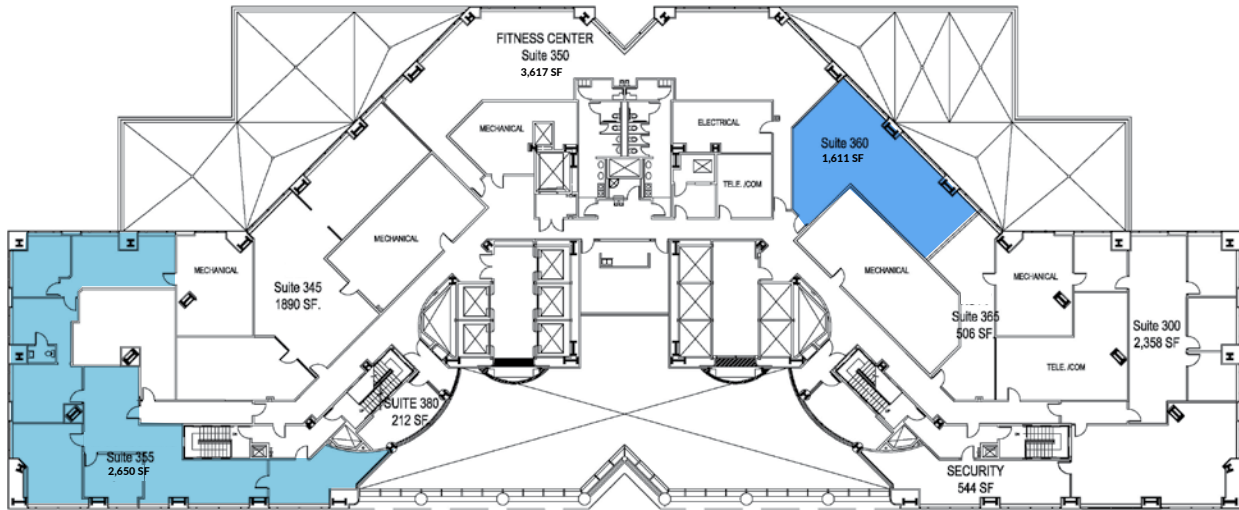 FITNESS CENTER
Suite 350
3,617 SF
MECHANICAL
ELECTRICAL
TELE. /COM
Suite 360
1,611 SF
MECHANICAL
MECHANICAL
Suite 345
1890 SF.
MECHANICAL
MECHANICAL
Suite 365
506 SF
Suite 300
2,358 SF
TELE. /COM
SUITE 380
212 SF.
Suite 355
2,650 SF
SECURITY
544 SF